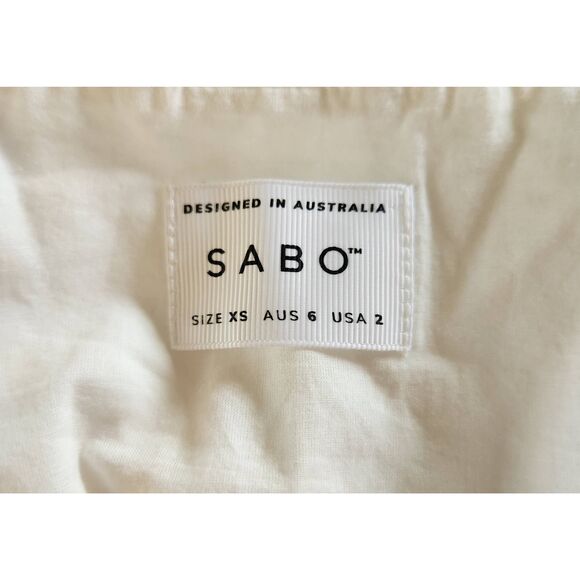 DESIGNED IN AUSTRALIA
SABO™
SIZE XS AUS 6 USA 2